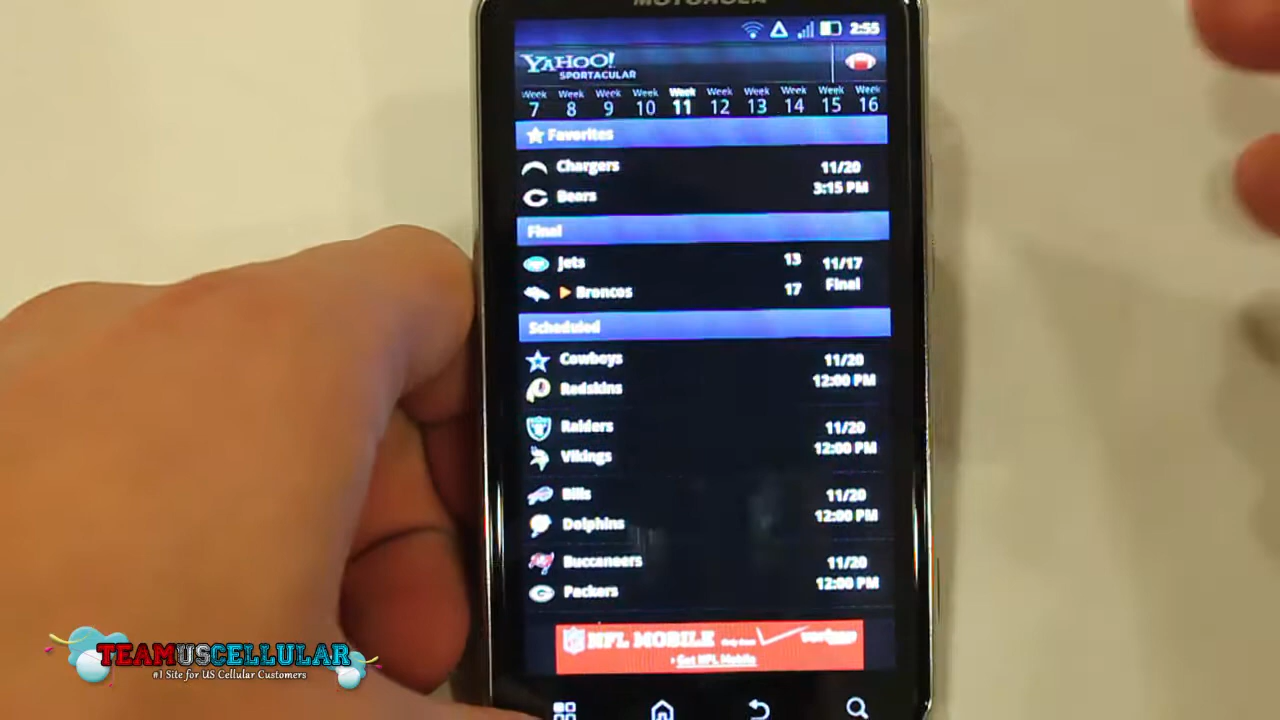 MOTOROLA
2:55
YAHOO!
SPORTACULAR
Week Week Week Week Week Week Week Week Week Week
7 8 9 10 11 12 13 14 15 16
Favorites
Chargers 11/20
Bears 3:15 PM
Final
Jets 13 11/17
Broncos 17 Final
Scheduled
Cowboys 11/20
Redskins 12:00 PM
Raiders 11/20
Vikings 12:00 PM
Bills 11/20
Dolphins 12:00 PM
Buccaneers 11/20
Packers 12:00 PM
NFL MOBILE verizon
Get NFL Mobile
TEAMUSCELLULAR
#1 Site for US Cellular Customers